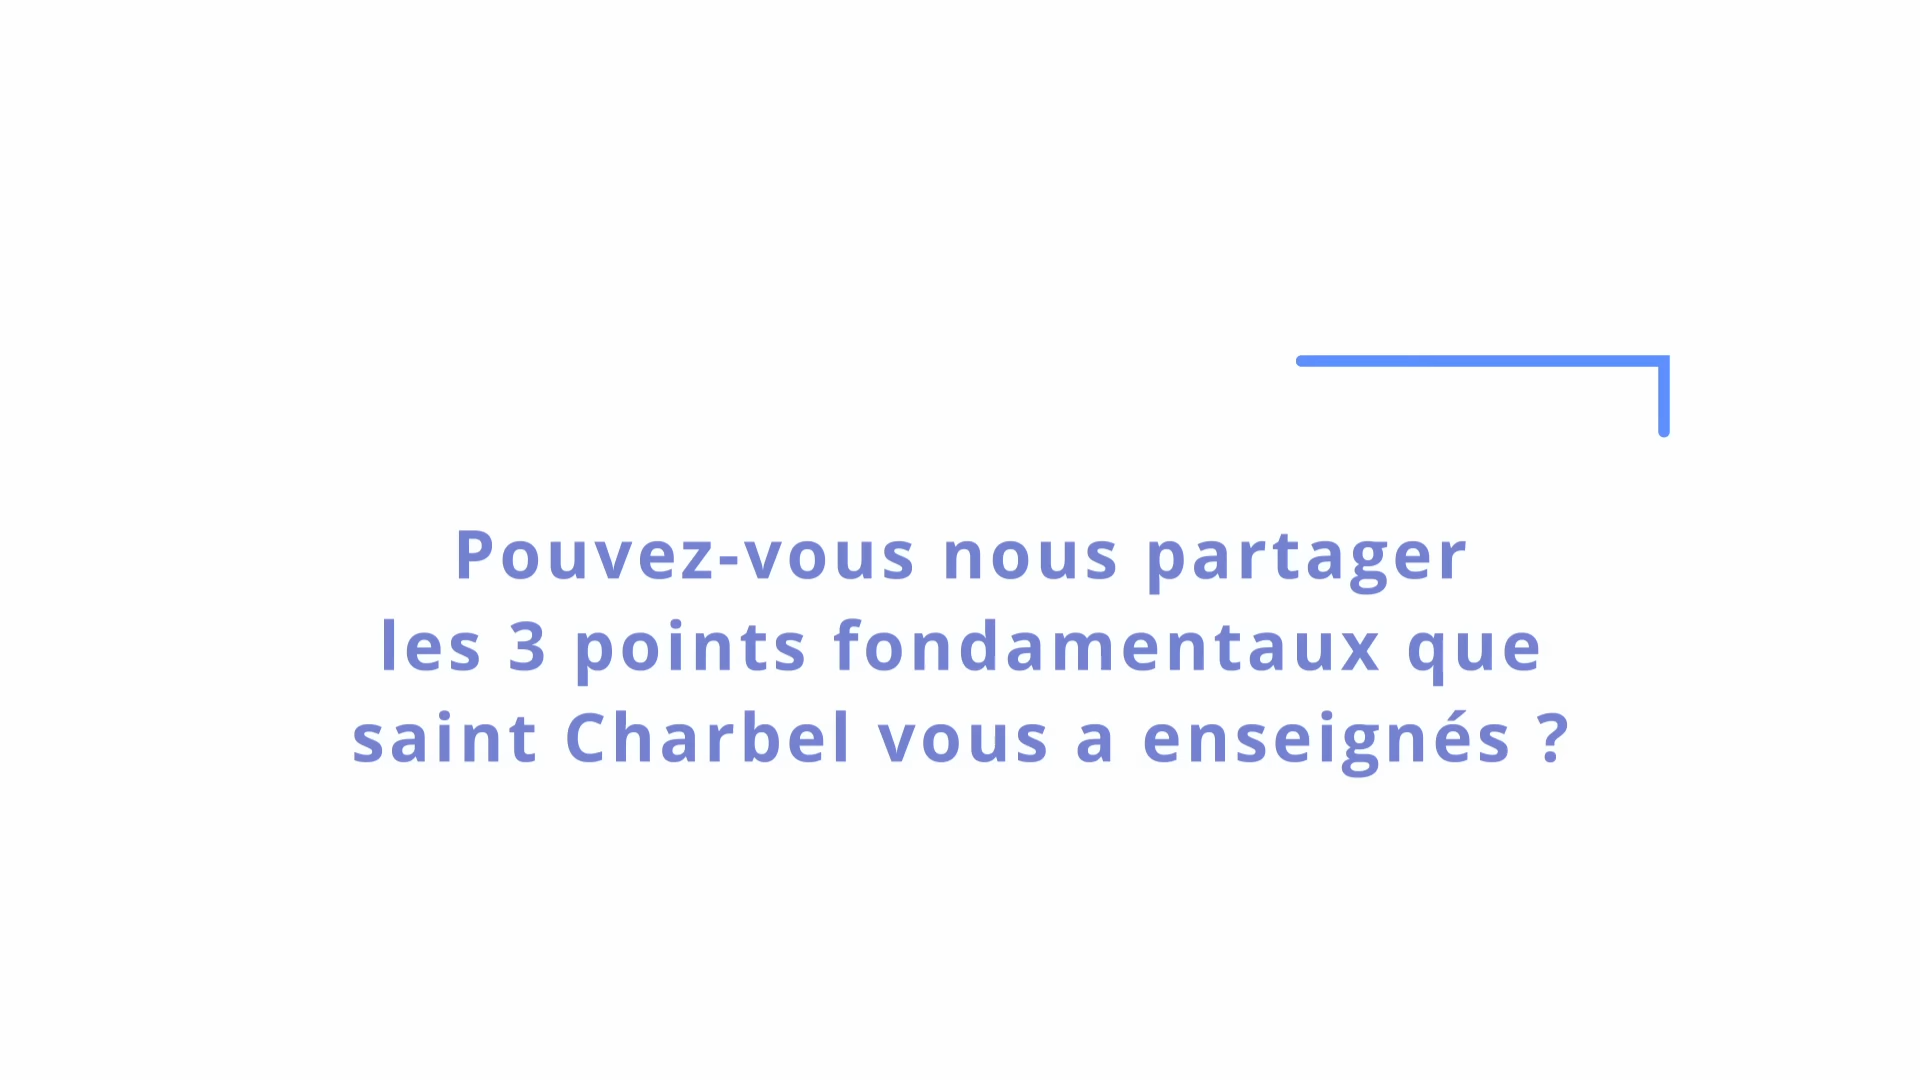 Pouvez-vous nous partager
les 3 points fondamentaux que
saint Charbel vous a enseignés ?